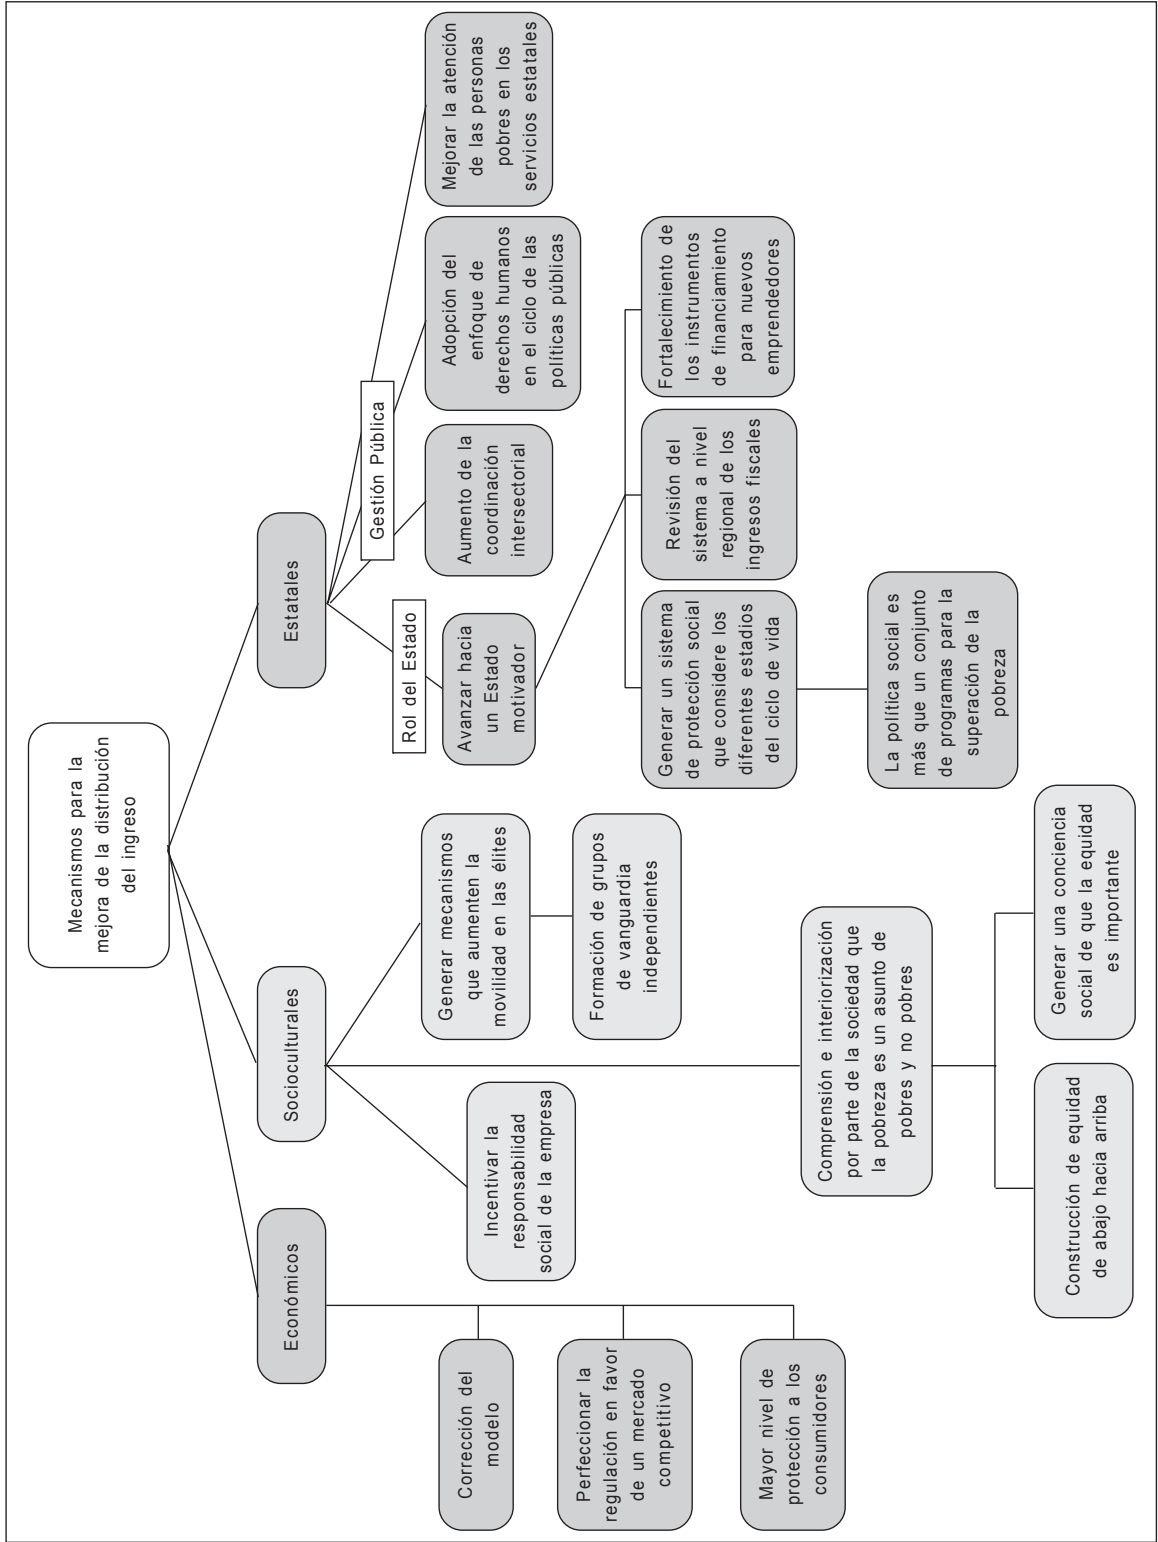 Mecanismos para la
mejora de la distribución
del ingreso
Económicos
Socioculturales
Estatales
Correción del
modelo
Perfeccionar la
regulación en favor
de un mercado
competitivo
Mayor nivel de
protección a los
consumidores
Incentivar la
responsabilidad
social de la empresa
Generar mecanismos
que aumenten la
movilidad en las élites
Formación de grupos
de vanguardia
independientes
Comprensión e interiorización
por parte de la sociedad que
la pobreza es un asunto de
pobres y no pobres
Construcción de equidad
de abajo hacia arriba
Generar una conciencia
social de que la equidad
es importante
Rol del Estado
Gestión Pública
Avanzar hacia
un Estado
motivador
Aumento de la
coordinación
intersectorial
Adopción del
enfoque de
derechos humanos
en el ciclo de las
políticas públicas
Mejorar la atención
de las personas
pobres en los
servicios estatales
Generar un sistema
de protección social
que considere los
diferentes estadios
del ciclo de vida
Revisión del
sistema a nivel
regional de los
ingresos fiscales
Fortalecimiento de
los instrumentos
de financiamiento
para nuevos
emprendedores
La política social es
más que un conjunto
de programas para la
superación de la
pobreza